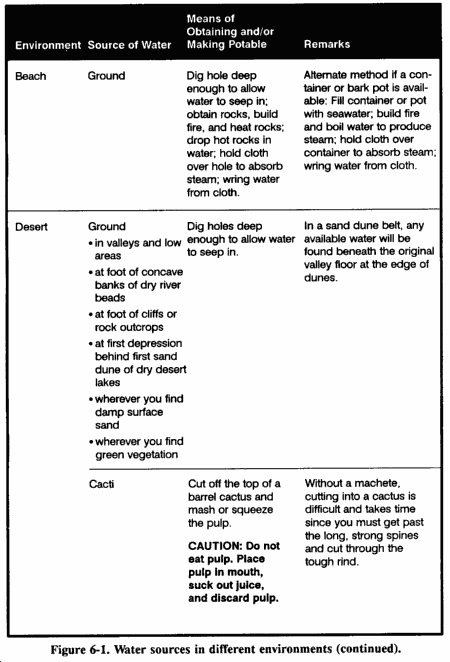 Environment Source of Water Means of Obtaining and/or Making Potable Remarks
Beach
Ground
Dig hole deep
enough to allow
water to seep in;
obtain rocks, build
fire, and heat rocks;
drop hot rocks in
water; hold cloth
over hole to absorb
steam; wring water
from cloth.
Alternate method if a con-
tainer or bark pot is avail-
able: Fill container or pot
with seawater; build fire
and boil water to produce
steam; hold cloth over
container to absorb steam;
wring water from cloth.
Desert
Ground
• in valleys and low
areas
• at foot of concave
banks of dry river
beads
• at foot of cliffs or
rock outcrops
• at first depression
behind first sand
dune of dry desert
lakes
• wherever you find
damp surface
sand
• wherever you find
green vegetation
Dig holes deep
enough to allow water
to seep in.
In a sand dune belt, any
available water will be
found beneath the original
valley floor at the edge of
dunes.
Cacti
Cut off the top of a
barrel cactus and
mash or squeeze
the pulp.
CAUTION: Do not
eat pulp. Place
pulp in mouth,
suck out juice,
and discard pulp.
Without a machete,
cutting into a cactus is
difficult and takes time
since you must get past
the long, strong spines
and cut through the
tough rind.
Figure 6-1. Water sources in different environments (continued).